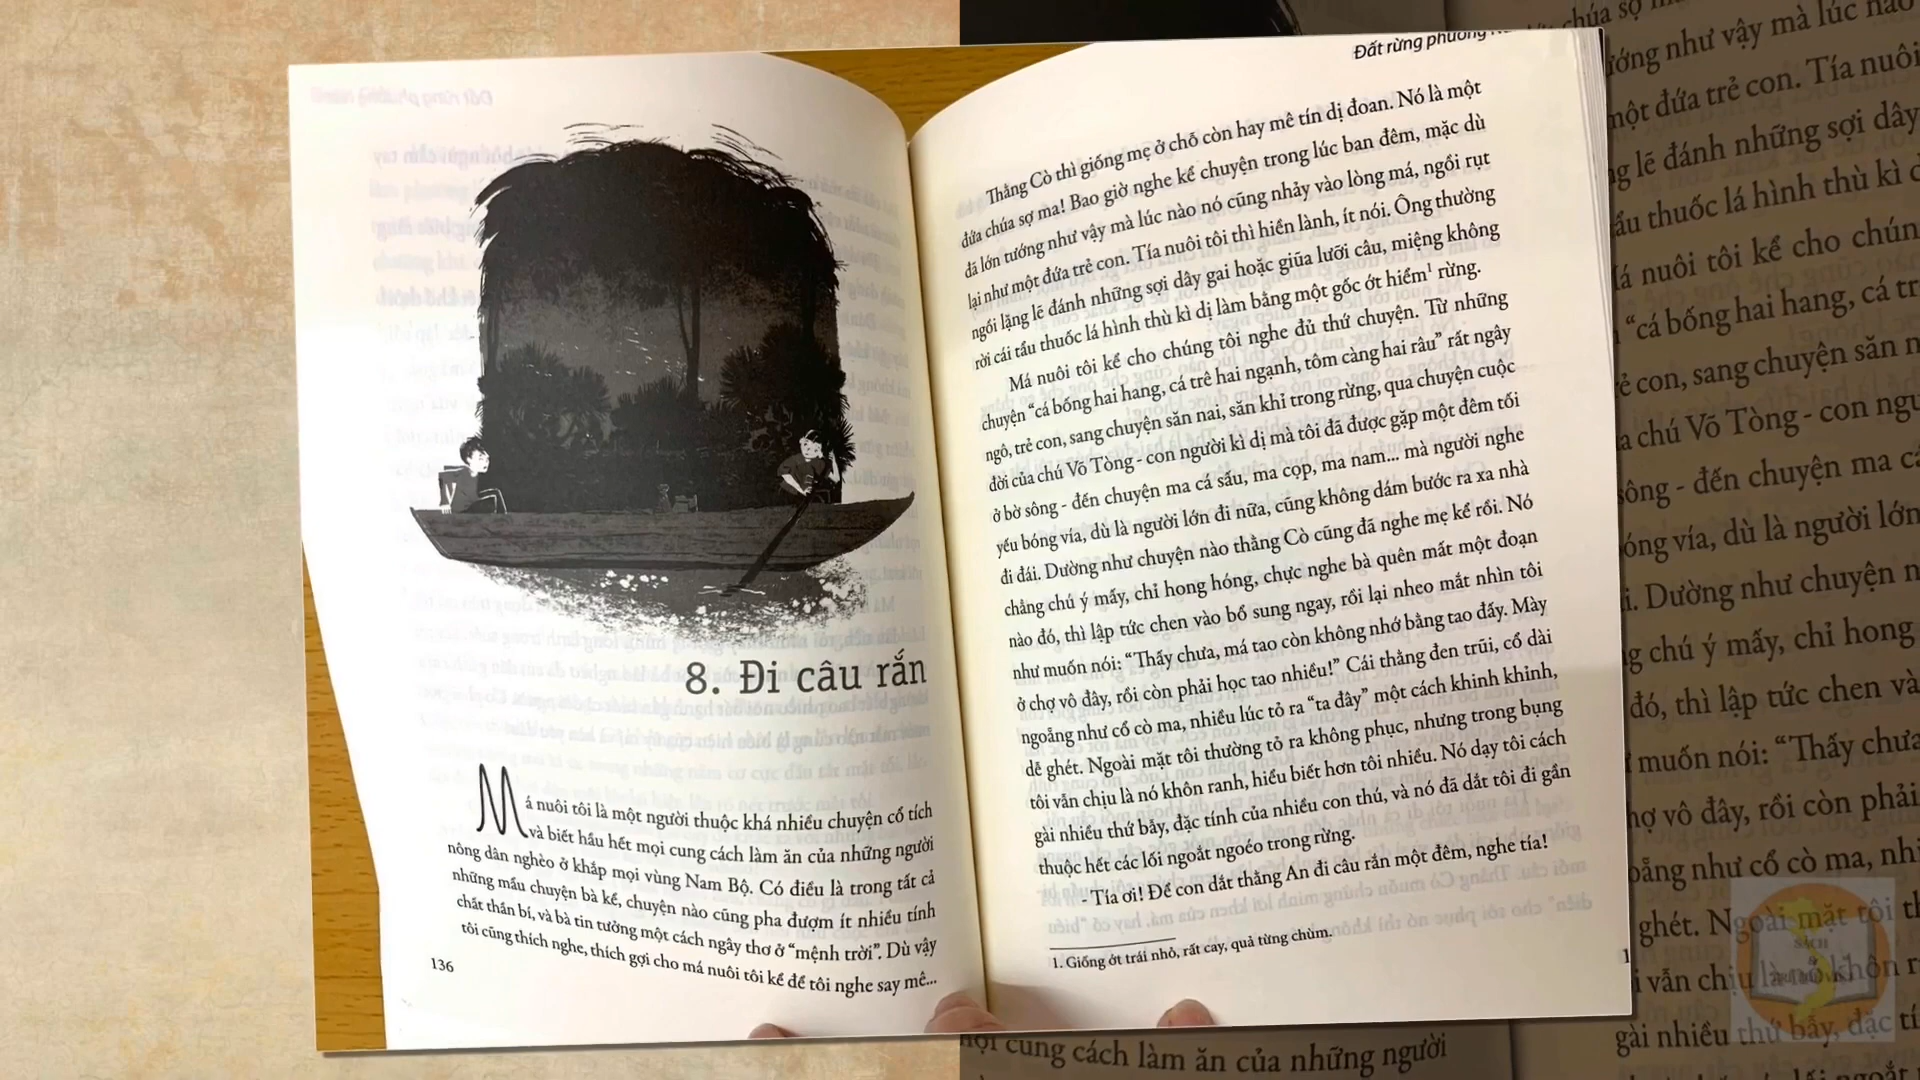 8. Đi câu rắn
Má nuôi tôi là một người thuộc khá nhiều chuyện cổ tích
và biết hầu hết mọi cung cách làm ăn của những người
nông dân nghèo ở khắp mọi vùng Nam Bộ. Có điều là trong tất cả
những mẩu chuyện bà kể, chuyện nào cũng pha đượm ít nhiều tính
chất thần bí, và bà tin tưởng một cách ngây thơ ở “mệnh trời”. Dù vậy
tôi cũng thích nghe, thích gợi cho má nuôi tôi kể để tôi nghe say mê...
136
Đất rừng phương
Thằng Cò thì giống mẹ ở chỗ còn hay mê tín dị đoan. Nó là một
đứa chúa sợ ma! Bao giờ nghe kể chuyện trong lúc ban đêm, mặc dù
đã lớn tướng như vậy mà lúc nào nó cũng nhảy vào lòng má, ngồi rụt
lại như một đứa trẻ con. Tía nuôi tôi thì hiền lành, ít nói. Ông thường
ngồi lặng lẽ đánh những sợi dây gai hoặc giũa lưỡi câu, miệng không
rời cái tẩu thuốc lá hình thù kì dị làm bằng một gốc ớt hiểm¹ rừng.
Má nuôi tôi kể cho chúng tôi nghe đủ thứ chuyện. Từ những
chuyện “cá bống hai hang, cá trê hai ngạnh, tôm càng hai râu” rất ngây
ngô, trẻ con, sang chuyện săn nai, săn khỉ trong rừng, qua chuyện cuộc
đời của chú Võ Tòng - con người kì dị mà tôi đã được gặp một đêm tối
ở bờ sông - đến chuyện ma cá sấu, ma cọp, ma nam... mà người nghe
yếu bóng vía, dù là người lớn đi nữa, cũng không dám bước ra xa nhà
đi đái. Dường như chuyện nào thằng Cò cũng đã nghe mẹ kể rồi. Nó
chẳng chú ý mấy, chỉ hong hóng, chực nghe bà quên mất một đoạn
nào đó, thì lập tức chen vào bổ sung ngay, rồi lại nheo mắt nhìn tôi
như muốn nói: “Thấy chưa, má tao còn không nhớ bằng tao đấy. Mày
ở chợ vô đây, rồi còn phải học tao nhiều!” Cái thằng đen trũi, cổ dài
ngoẳng như cổ cò ma, nhiều lúc tỏ ra “ta đây” một cách khinh khỉnh,
dễ ghét. Ngoài mặt tôi thường tỏ ra không phục, nhưng trong bụng
tôi vẫn chịu là nó khôn ranh, hiểu biết hơn tôi nhiều. Nó dạy tôi cách
gài nhiều thứ bẫy, đặc tính của nhiều con thú, và nó đã dắt tôi đi gần
thuộc hết các lối ngoắt ngoéo trong rừng.
- Tía ơi! Để con dắt thằng An đi câu rắn một đêm, nghe tía!
1. Giống ớt trái nhỏ, rất cay, quả từng chùm.